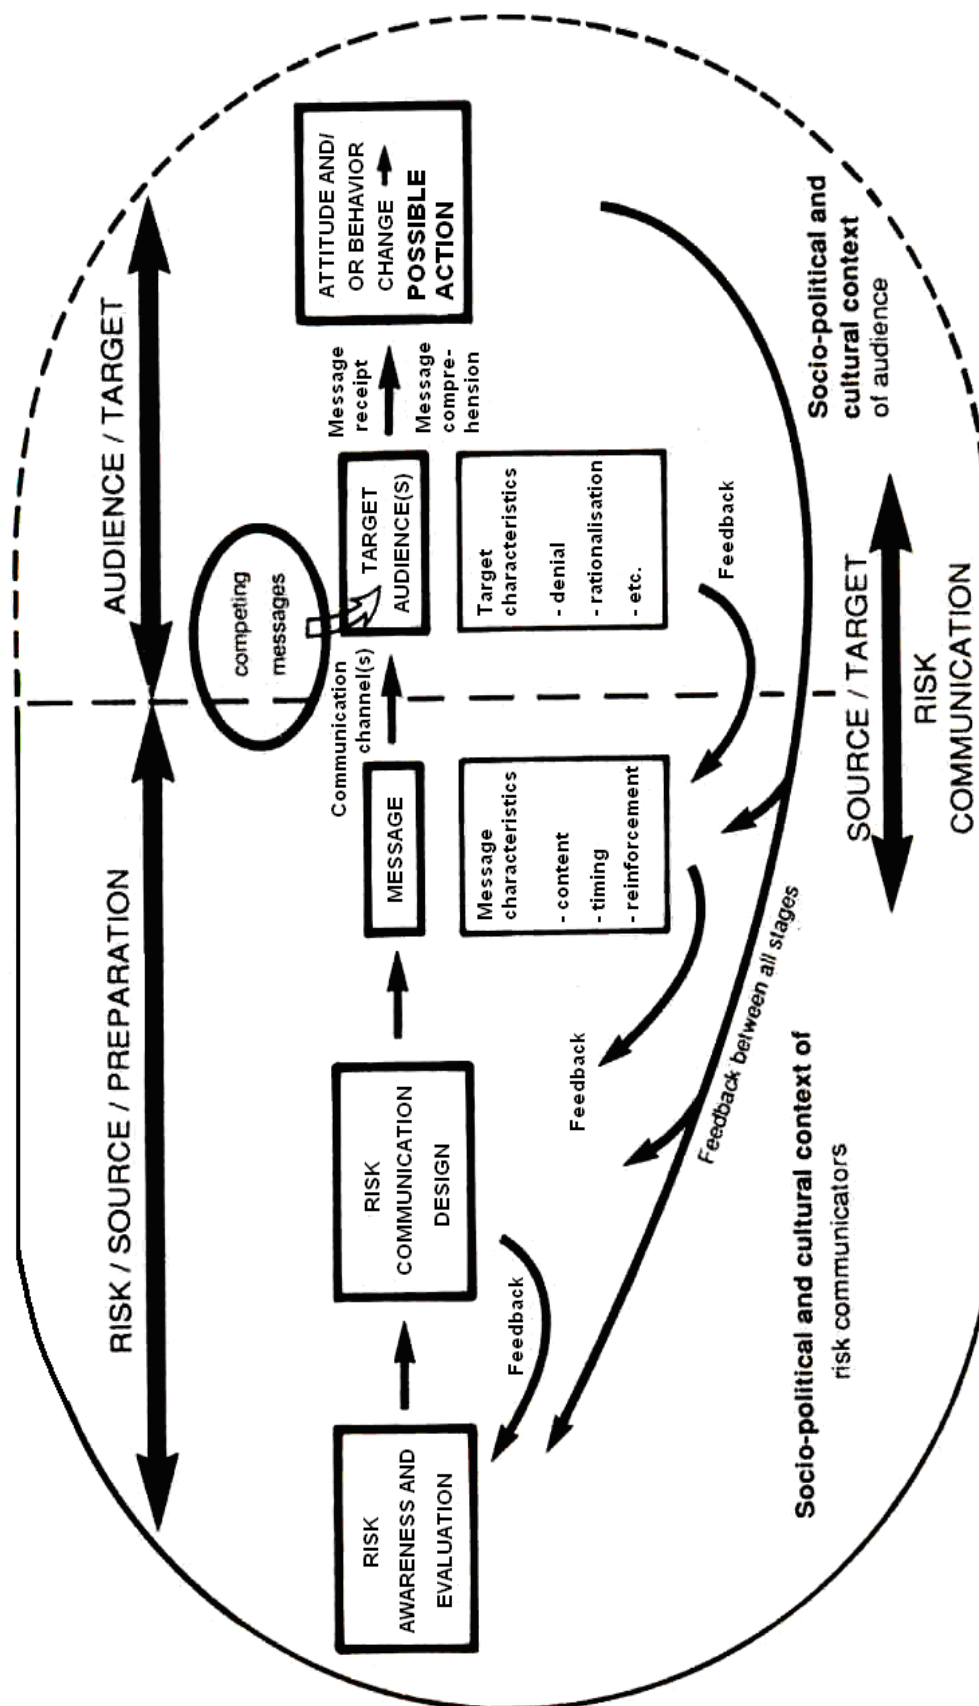 RISK / SOURCE / PREPARATION
AUDIENCE / TARGET
competing
messages
RISK
AWARENESS AND
EVALUATION
RISK
COMMUNICATION
DESIGN
MESSAGE
Communication
channel(s)
TARGET
AUDIENCE(S)
Message
receipt
Message
compre-
hension
ATTITUDE AND/
OR BEHAVIOR
CHANGE
POSSIBLE
ACTION
Message
characteristics
- content
- timing
- reinforcement
Target
characteristics
- denial
- rationalisation
- etc.
Feedback
Feedback
Feedback
Feedback between all stages
Socio-political and cultural context of
risk communicators
Socio-political and
cultural context
of audience
SOURCE / TARGET
RISK
COMMUNICATION